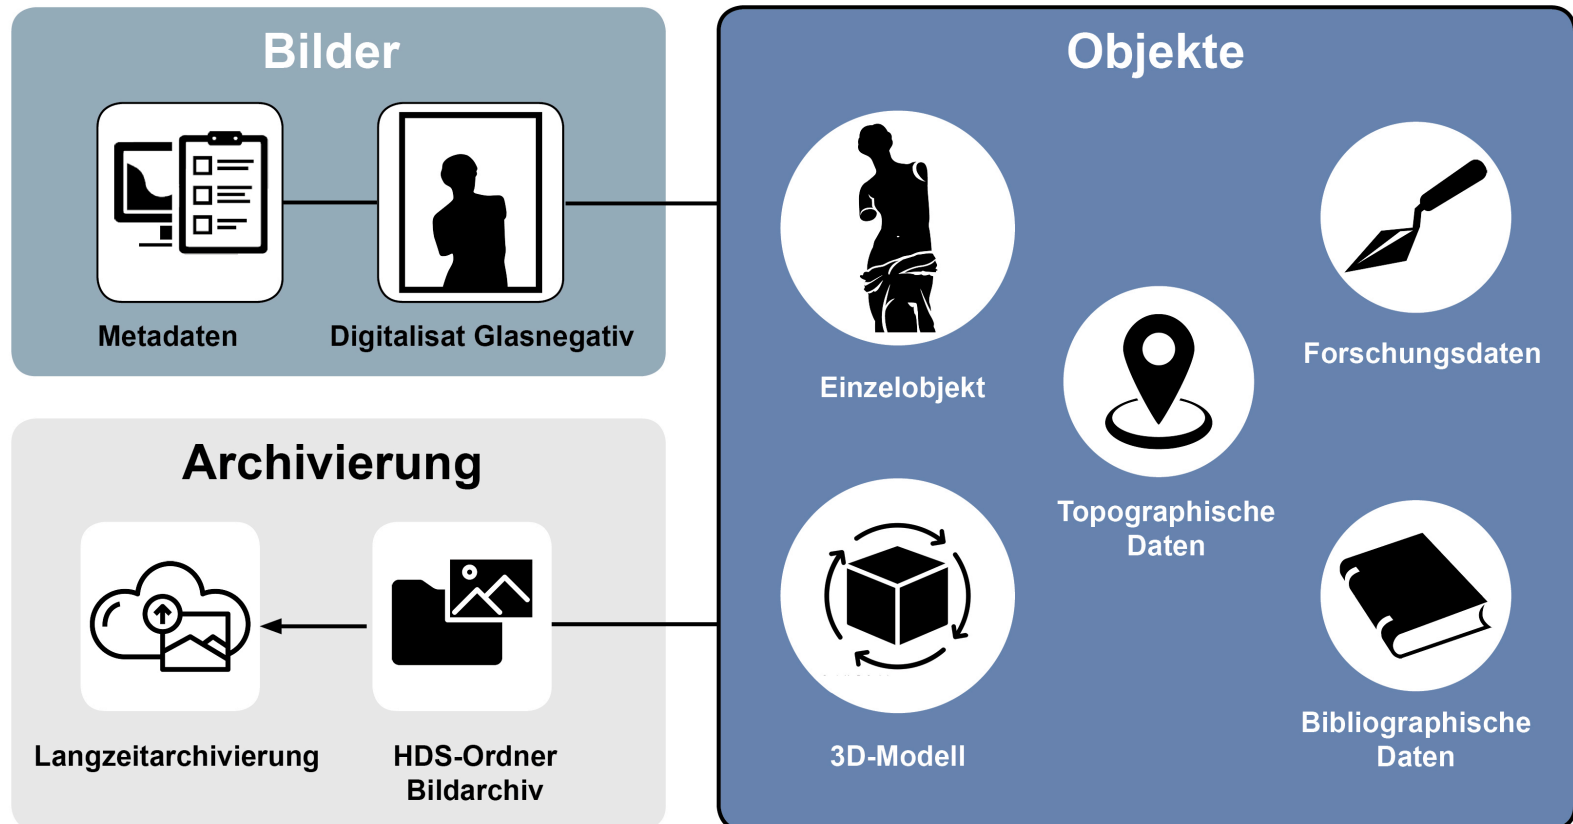 Bilder
Metadaten
Digitalisat Glasnegativ
Archivierung
Langzeitarchivierung
HDS-Ordner
Bildarchiv
Objekte
Einzelobjekt
Forschungsdaten
Topographische
Daten
3D-Modell
Bibliographische
Daten